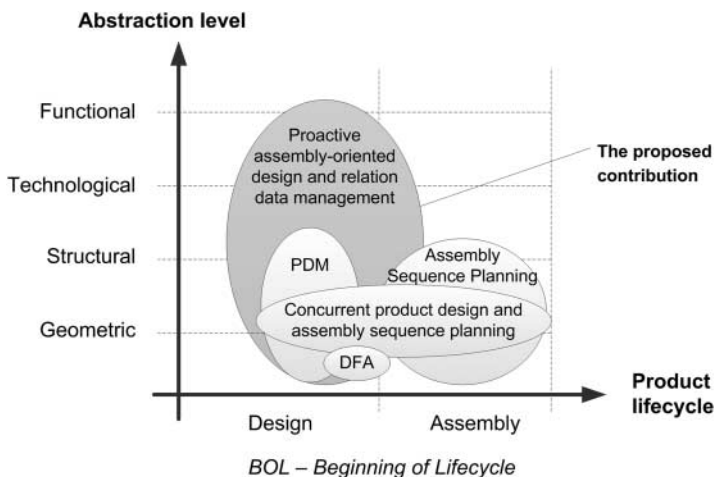 Abstraction level
Functional
Technological
Structural
Geometric
Proactive
assembly-oriented
design and relation
data management
The proposed
contribution
PDM
Assembly
Sequence Planning
Concurrent product design and
assembly sequence planning
DFA
Product
lifecycle
Design
Assembly
BOL – Beginning of Lifecycle